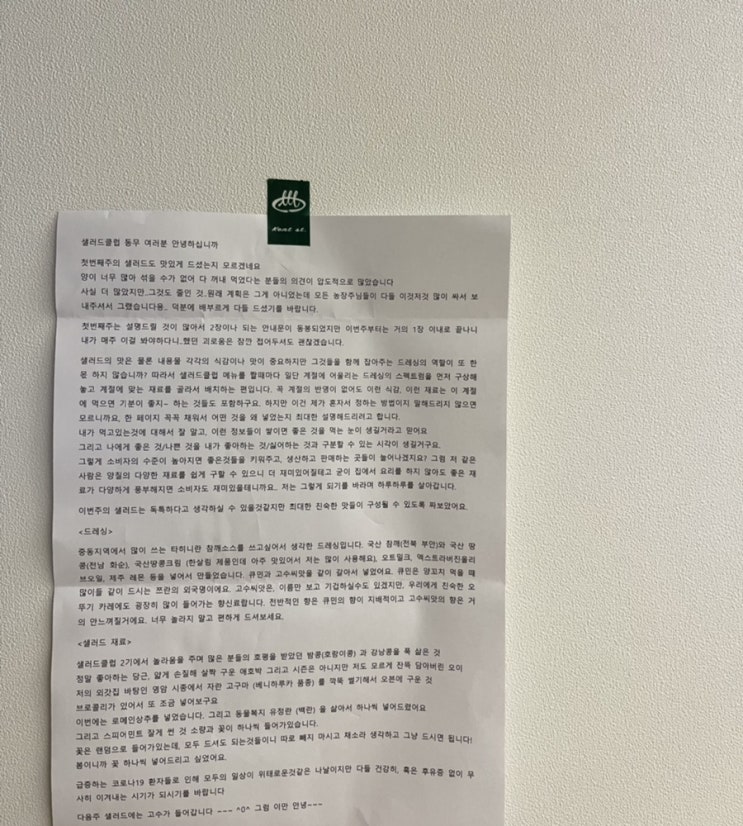 Kent st.
샐러드클럽 동무 여러분 안녕하십니까
첫번째주의 샐러드도 맛있게 드셨는지 모르겠네요
양이 너무 많아 섞을 수가 없어 다 꺼내 먹었다는 분들의 의견이 압도적으로 많았습니다
사실 더 많았지만..그것도 줄인 것..원래 계획은 그게 아니었는데 모든 농장주님들이 다들 이것저것 많이 싸서 보
내주셔서 그랬습니다용.. 덕분에 배부르게 다들 드셨기를 바랍니다.
첫번째주는 설명드릴 것이 많아서 2장이나 되는 안내문이 동봉되었지만 이번주부터는 거의 1장 이내로 끝나니
내가 매주 이걸 봐야하다니..했던 괴로움은 잠깐 접어두셔도 괜찮겠습니다.
샐러드의 맛은 물론 내용물 각각의 식감이나 맛이 중요하지만 그것들을 함께 잡아주는 드레싱의 역할이 또 한
몫 하지 않습니까? 따라서 샐러드클럽 메뉴를 짤때마다 일단 계절에 어울리는 드레싱의 스펙트럼을 먼저 구상해
놓고 계절에 맞는 재료를 골라서 배치하는 편입니다. 꼭 계절의 반영이 없어도 이런 식감, 이런 재료는 이 계절
에 먹으면 기분이 좋지~ 하는 것들도 포함하구요. 하지만 이건 제가 혼자서 정하는 방법이지 말해드리지 않으면
모르니까요, 한 페이지 꼭꼭 채워서 어떤 것을 왜 넣었는지 최대한 설명해드리려고 합니다.
내가 먹고있는것에 대해서 잘 알고, 이런 정보들이 쌓이면 좋은 것을 먹는 눈이 생길거라고 믿어요
그리고 나에게 좋은 것/나쁜 것을 내가 좋아하는 것/싫어하는 것과 구분할 수 있는 시각이 생길거구요.
그렇게 소비자의 수준이 높아지면 좋은것들을 키워주고, 생산하고 판매하는 곳들이 늘어나겠지요? 그럼 저 같은
사람은 양질의 다양한 재료를 쉽게 구할 수 있으니 더 재미있어질테고 굳이 집에서 요리를 하지 않아도 좋은 재
료가 다양하게 풍부해지면 소비자도 재미있을테니까요.. 저는 그렇게 되기를 바라며 하루하루를 살아갑니다.
이번주의 샐러드는 독특하다고 생각하실 수 있을것같지만 최대한 친숙한 맛들이 구성될 수 있도록 짜보았어요.
<드레싱>
중동지역에서 많이 쓰는 타히니란 참깨소스를 쓰고싶어서 생각한 드레싱입니다. 국산 참깨(전북 부안)와 국산 땅
콩(전남 화순), 국산땅콩크림 (한살림 제품인데 아주 맛있어서 저는 많이 사용해요), 오트밀크, 엑스트라버진올리
브오일, 제주 레몬 등을 넣어서 만들었습니다. 큐민과 고수씨앗을 같이 갈아서 넣었어요. 큐민은 양꼬치 먹을 때
많이들 같이 드시는 쯔란의 외국명이에요. 고수씨앗은, 이름만 보고 기겁하실수도 있겠지만, 우리에게 친숙한 오
뚜기 카레에도 굉장히 많이 들어가는 향신료랍니다. 전반적인 향은 큐민의 향이 지배적이고 고수씨앗의 향은 거
의 안느껴질거에요. 너무 놀라지 말고 편하게 드셔보세요.
<샐러드 재료>
샐러드클럽 2기에서 놀라움을 주며 많은 분들의 호평을 받았던 밤콩(호랑이콩) 과 강낭콩을 푹 삶은 것
정말 좋아하는 당근, 얇게 손질해 살짝 구운 애호박 그리고 시즌은 아니지만 저도 모르게 잔뜩 담아버린 오이
저의 외갓집 바탕인 영암 시종에서 자란 고구마 (베니하루카 품종) 를 깍뚝 썰기해서 오븐에 구운 것
브로콜리가 있어서 또 조금 넣어보구요
이번에는 로메인상추를 넣었습니다. 그리고 동물복지 유정란 (백란) 을 삶아서 하나씩 넣어드렸어요
그리고 스피어민트 잘게 썬 것 소량과 꽃이 하나씩 들어가있습니다.
꽃은 랜덤으로 들어가있는데, 모두 드셔도 되는것들이니 따로 빼지 마시고 채소라 생각하고 그냥 드시면 됩니다!
봄이니까 꽃 하나씩 넣어드리고 싶었어요.
급증하는 코로나19 환자들로 인해 모두의 일상이 위태로운것같은 나날이지만 다들 건강히, 혹은 후유증 없이 무
사히 이겨내는 시기가 되시기를 바랍니다
다음주 샐러드에는 고수가 들어갑니다 ~~~ ^0^ 그럼 이만 안녕~~~